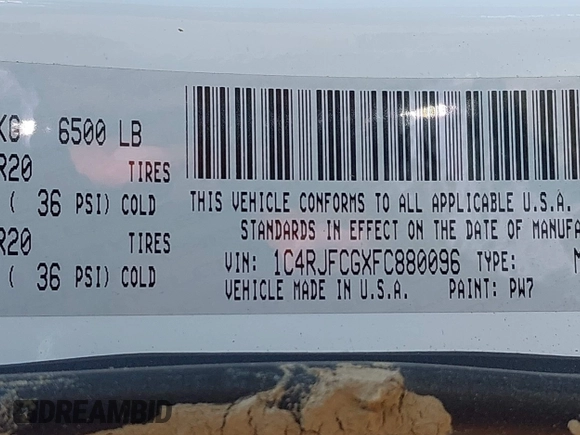 KG 6500 LB
R20 TIRES
( 36 PSI) COLD
R20 TIRES
( 36 PSI) COLD
THIS VEHICLE CONFORMS TO ALL APPLICABLE U.S.A.
STANDARDS IN EFFECT ON THE DATE OF MANUFA
VIN: 1C4RJFCGXFC880096 TYPE: M
VEHICLE MADE IN U.S.A. PAINT: PW7
DREAMBID